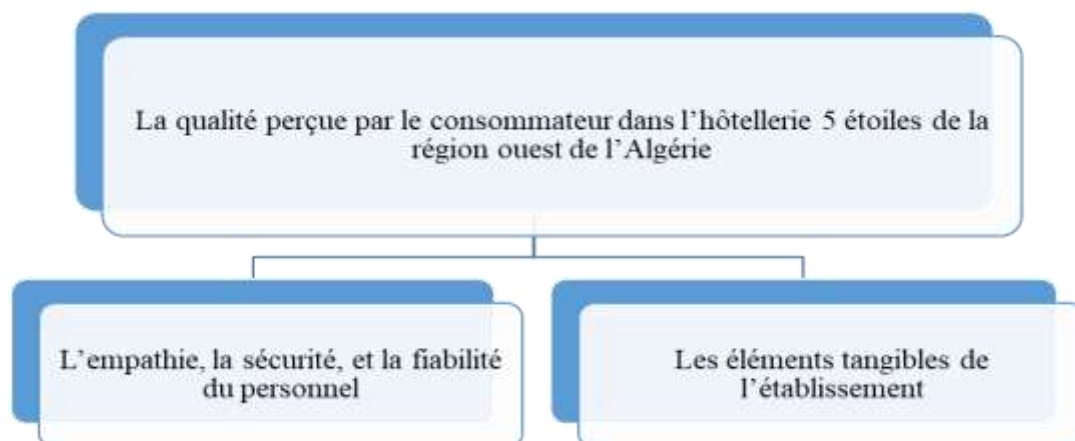 La qualité perçue par le consommateur dans l'hôtellerie 5 étoiles de la
région ouest de l'Algérie
L'empathie, la sécurité, et la fiabilité
du personnel
Les éléments tangibles de
l'établissement